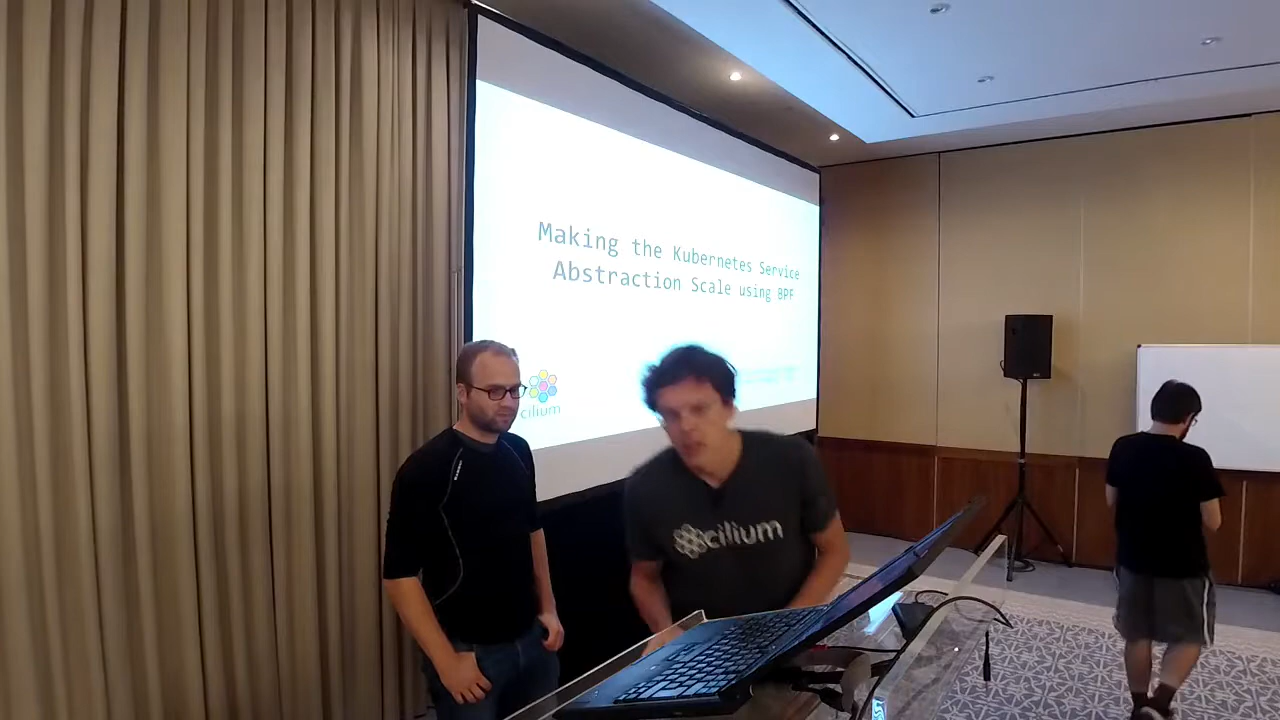 Making the Kubernetes Service
Abstraction Scale using BPF
cilium
cilium